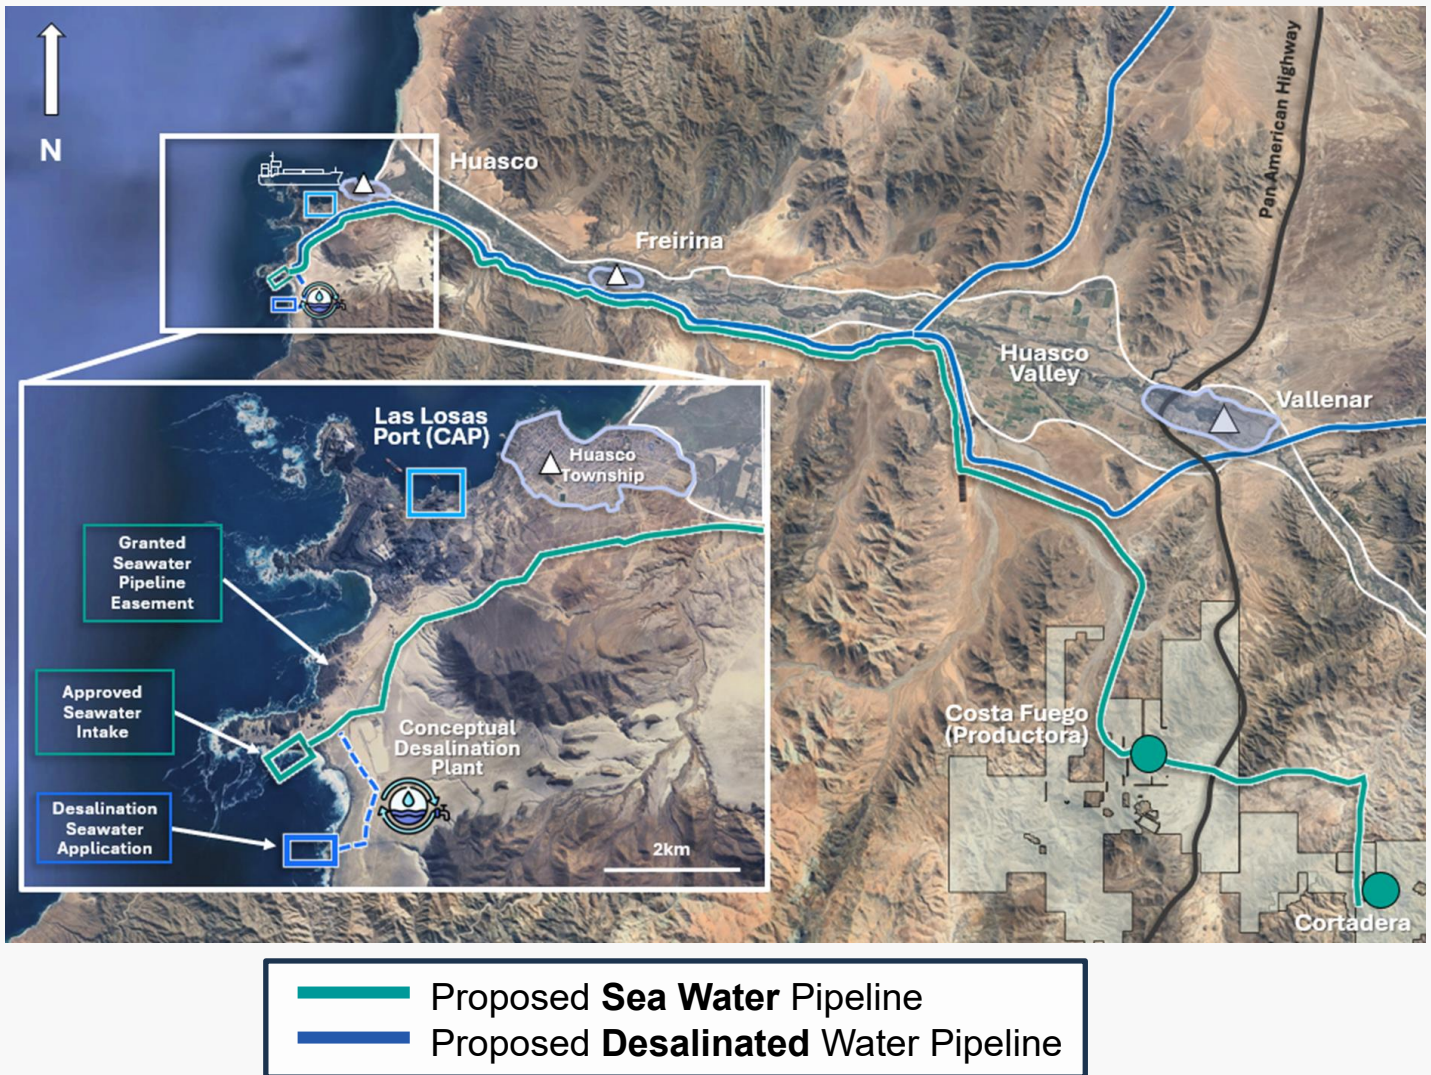 N
Huasco
Freirina
Pan American Highway
Huasco
Valley
Vallenar
Las Losas
Port (CAP)
Huasco
Township
Granted
Seawater
Pipeline
Easement
Approved
Seawater
Intake
Conceptual
Desalination
Plant
Desalination
Seawater
Application
2km
Costa Fuego
(Productora)
Cortadera
Proposed Sea Water Pipeline
Proposed Desalinated Water Pipeline